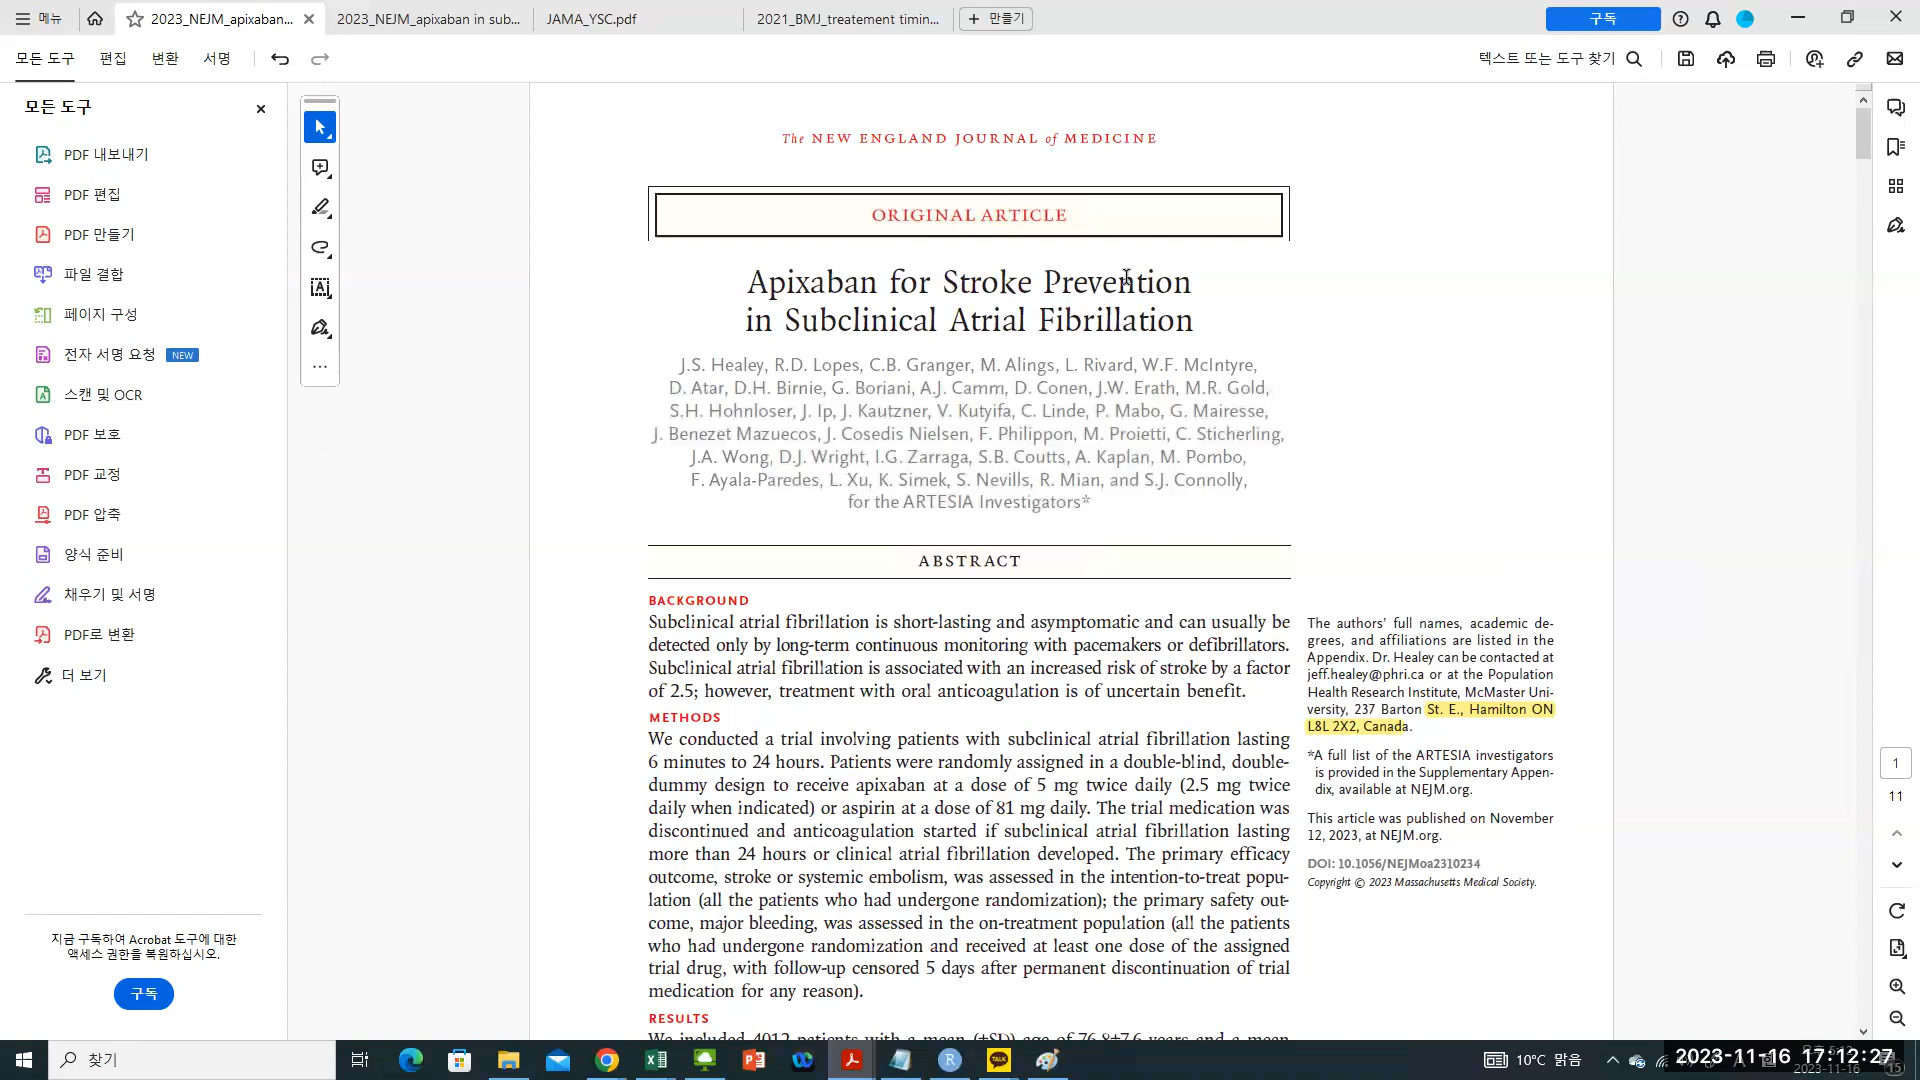 메뉴
2023_NEJM_apixaban...
2023_NEJM_apixaban in sub...
JAMA_YSC.pdf
2021_BMJ_treatement timin...
만들기
구독
모든 도구
편집
변환
서명
텍스트 또는 도구 찾기
모든 도구
PDF 내보내기
PDF 편집
PDF 만들기
파일 결합
페이지 구성
전자 서명 요청 NEW
스캔 및 OCR
PDF 보호
PDF 교정
PDF 압축
양식 준비
채우기 및 서명
PDF로 변환
더 보기
지금 구독하여 Acrobat 도구에 대한
액세스 권한을 복원하십시오.
구독
The NEW ENGLAND JOURNAL of MEDICINE
ORIGINAL ARTICLE
Apixaban for Stroke Prevention
in Subclinical Atrial Fibrillation
J.S. Healey, R.D. Lopes, C.B. Granger, M. Alings, L. Rivard, W.F. McIntyre,
D. Atar, D.H. Birnie, G. Boriani, A.J. Camm, D. Conen, J.W. Erath, M.R. Gold,
S.H. Hohnloser, J. Ip, J. Kautzner, V. Kutyifa, C. Linde, P. Mabo, G. Mairesse,
J. Benezet Mazuecos, J. Cosedis Nielsen, F. Philippon, M. Proietti, C. Sticherling,
J.A. Wong, D.J. Wright, I.G. Zarraga, S.B. Coutts, A. Kaplan, M. Pombo,
F. Ayala-Paredes, L. Xu, K. Simek, S. Nevills, R. Mian, and S.J. Connolly,
for the ARTESIA Investigators*
ABSTRACT
BACKGROUND
Subclinical atrial fibrillation is short-lasting and asymptomatic and can usually be
detected only by long-term continuous monitoring with pacemakers or defibrillators.
Subclinical atrial fibrillation is associated with an increased risk of stroke by a factor
of 2.5; however, treatment with oral anticoagulation is of uncertain benefit.
METHODS
We conducted a trial involving patients with subclinical atrial fibrillation lasting
6 minutes to 24 hours. Patients were randomly assigned in a double-blind, double-
dummy design to receive apixaban at a dose of 5 mg twice daily (2.5 mg twice
daily when indicated) or aspirin at a dose of 81 mg daily. The trial medication was
discontinued and anticoagulation started if subclinical atrial fibrillation lasting
more than 24 hours or clinical atrial fibrillation developed. The primary efficacy
outcome, stroke or systemic embolism, was assessed in the intention-to-treat popu-
lation (all the patients who had undergone randomization); the primary safety out-
come, major bleeding, was assessed in the on-treatment population (all the patients
who had undergone randomization and received at least one dose of the assigned
trial drug, with follow-up censored 5 days after permanent discontinuation of trial
medication for any reason).
RESULTS
We included 4012 patients with a mean (±SD) age of 76.8±7.6 years and a mean
The authors' full names, academic de-
grees, and affiliations are listed in the
Appendix. Dr. Healey can be contacted at
jeff.healey@phri.ca or at the Population
Health Research Institute, McMaster Uni-
versity, 237 Barton St. E., Hamilton ON
L8L 2X2, Canada.
*A full list of the ARTESIA investigators
is provided in the Supplementary Appen-
dix, available at NEJM.org.
This article was published on November
12, 2023, at NEJM.org.
DOI: 10.1056/NEJMoa2310234
Copyright © 2023 Massachusetts Medical Society.
1
11
찾기
10°C 맑음
2023-11-16 17:12:27
2023-11-16
15